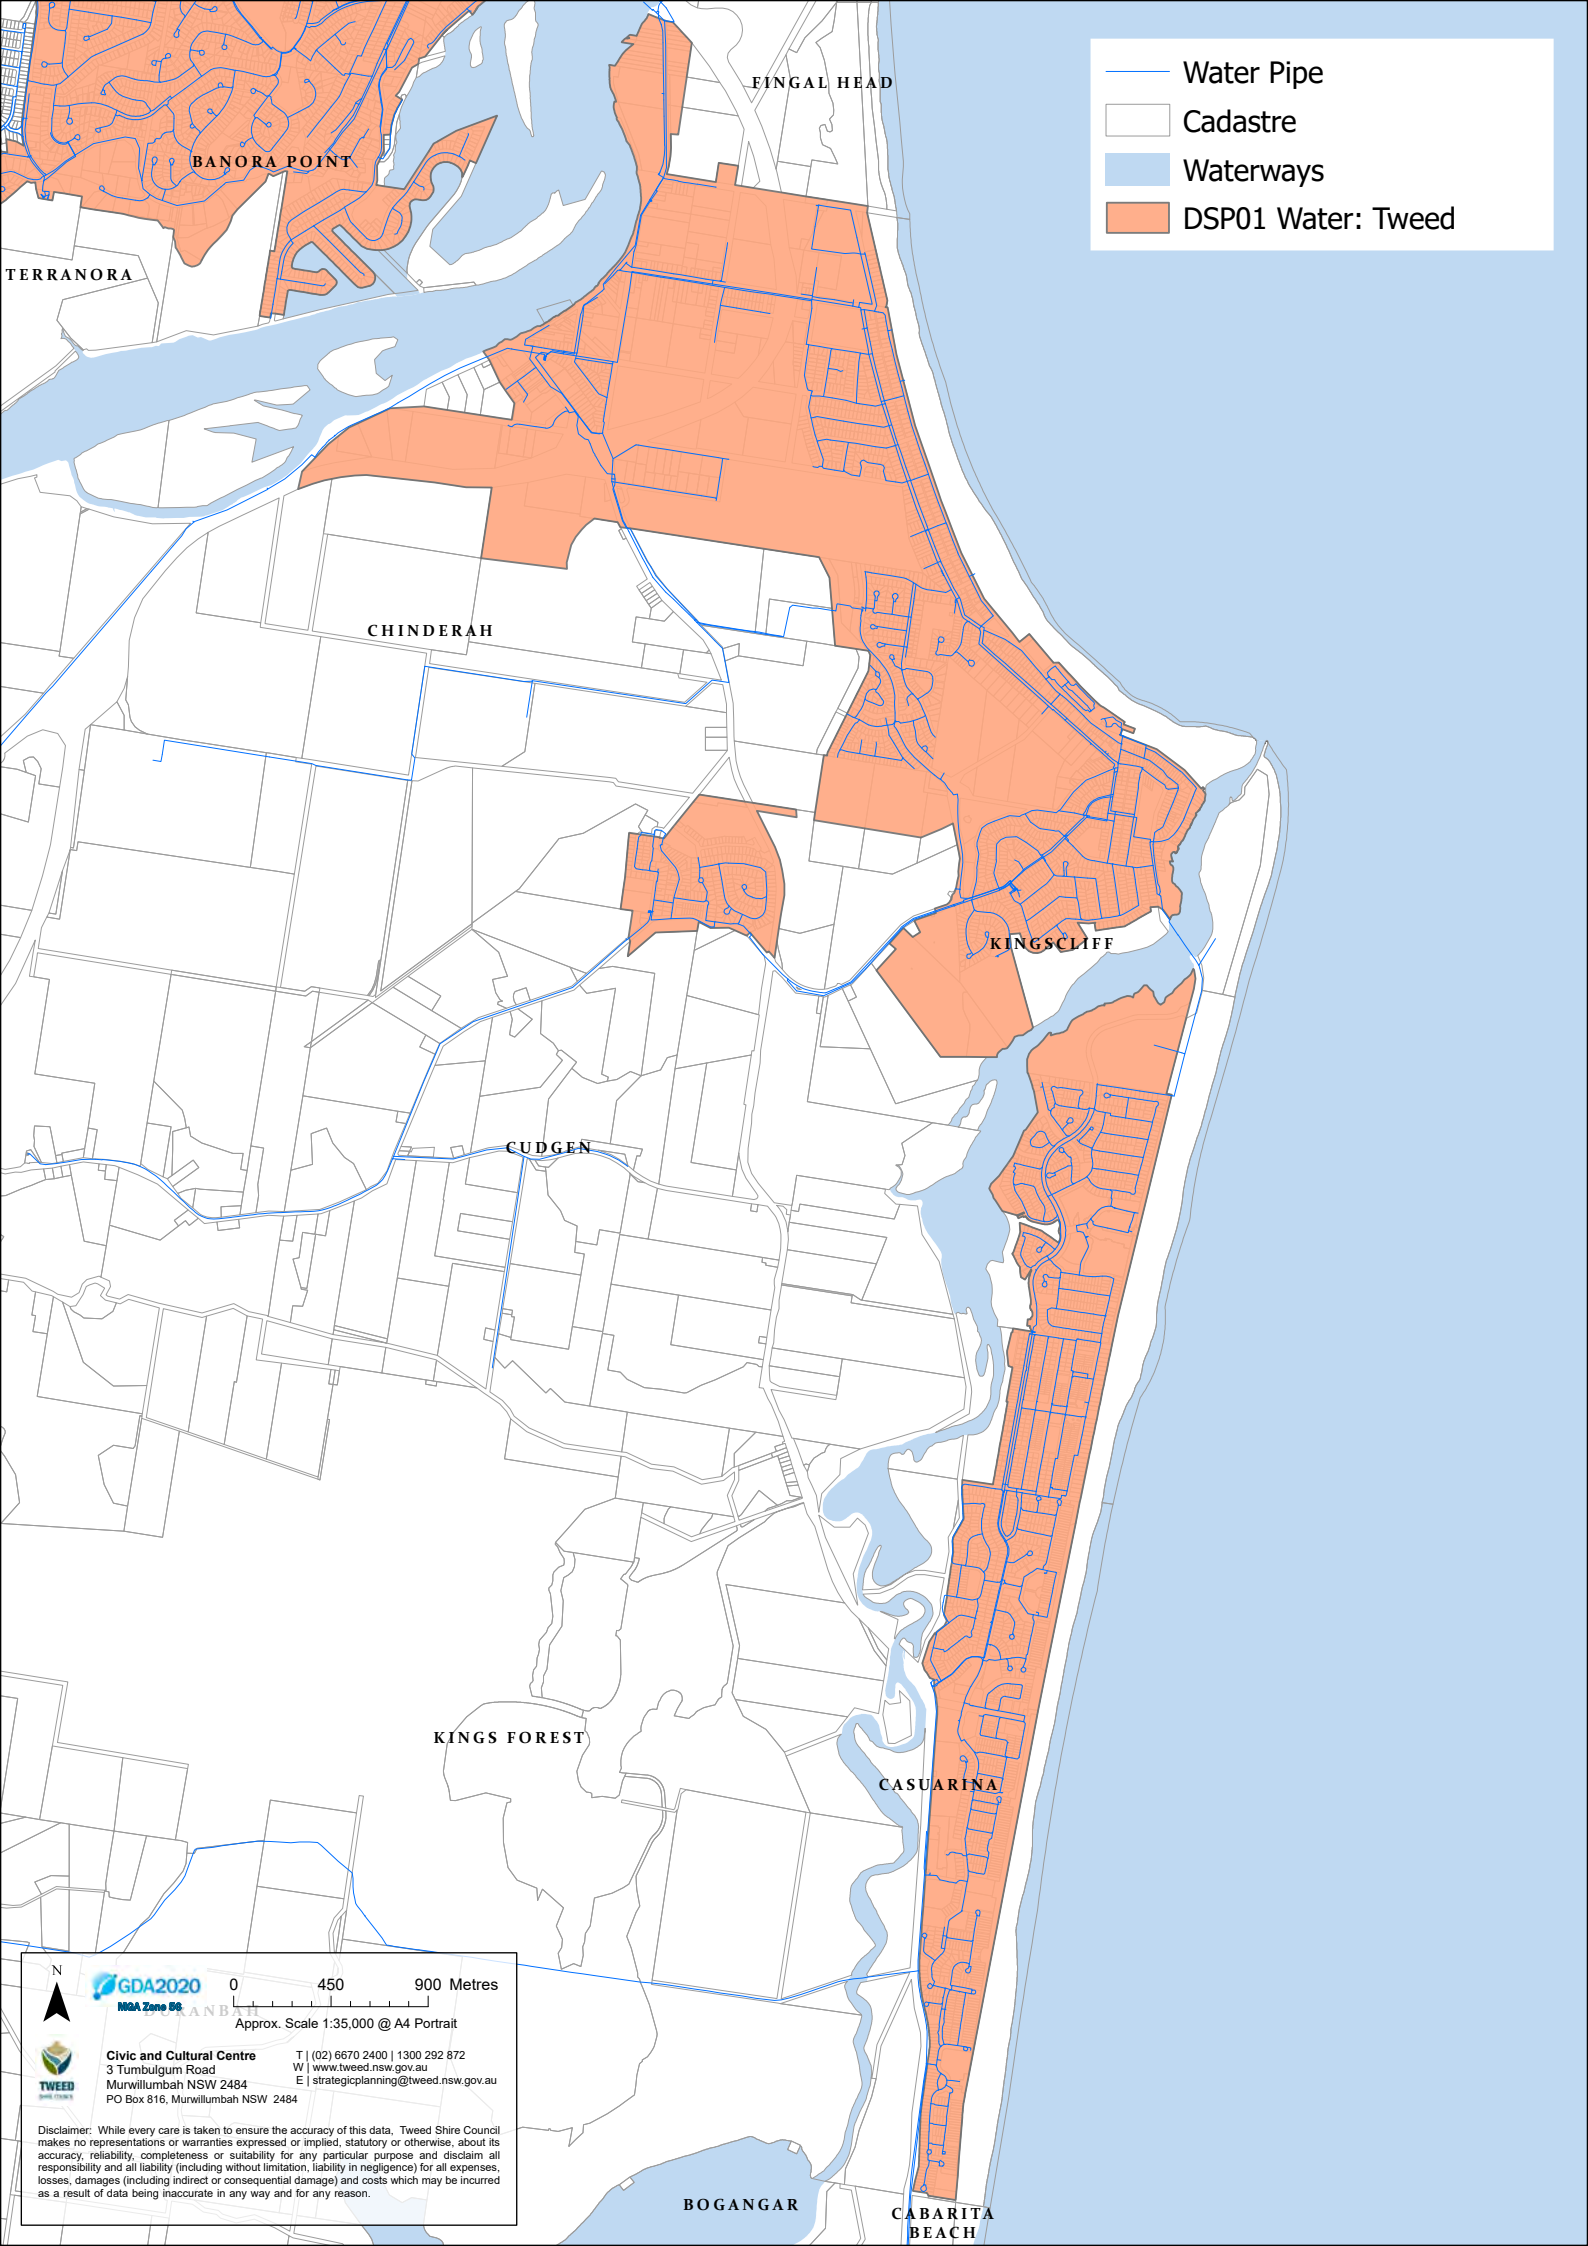 FINGAL HEAD
Water Pipe
Cadastre
Waterways
DSP01 Water: Tweed
BANORA POINT
TERRANORA
CHINDERAH
KINGSCLIFF
CUDGEN
KINGS FOREST
CASUARINA
N
GDA2020
MGA Zone 56
0 450 900 Metres
DURANBAH
Approx. Scale 1:35,000 @ A4 Portrait
TWEED
Civic and Cultural Centre
3 Tumbulgum Road
Murwillumbah NSW 2484
PO Box 816, Murwillumbah NSW 2484
T | (02) 6670 2400 | 1300 292 872
W | www.tweed.nsw.gov.au
E | strategicplanning@tweed.nsw.gov.au
Disclaimer: While every care is taken to ensure the accuracy of this data, Tweed Shire Council
makes no representations or warranties expressed or implied, statutory or otherwise, about its
accuracy, reliability, completeness or suitability for any particular purpose and disclaim all
responsibility and all liability (including without limitation, liability in negligence) for all expenses,
losses, damages (including indirect or consequential damage) and costs which may be incurred
as a result of data being inaccurate in any way and for any reason.
BOGANGAR
CABARITA
BEACH